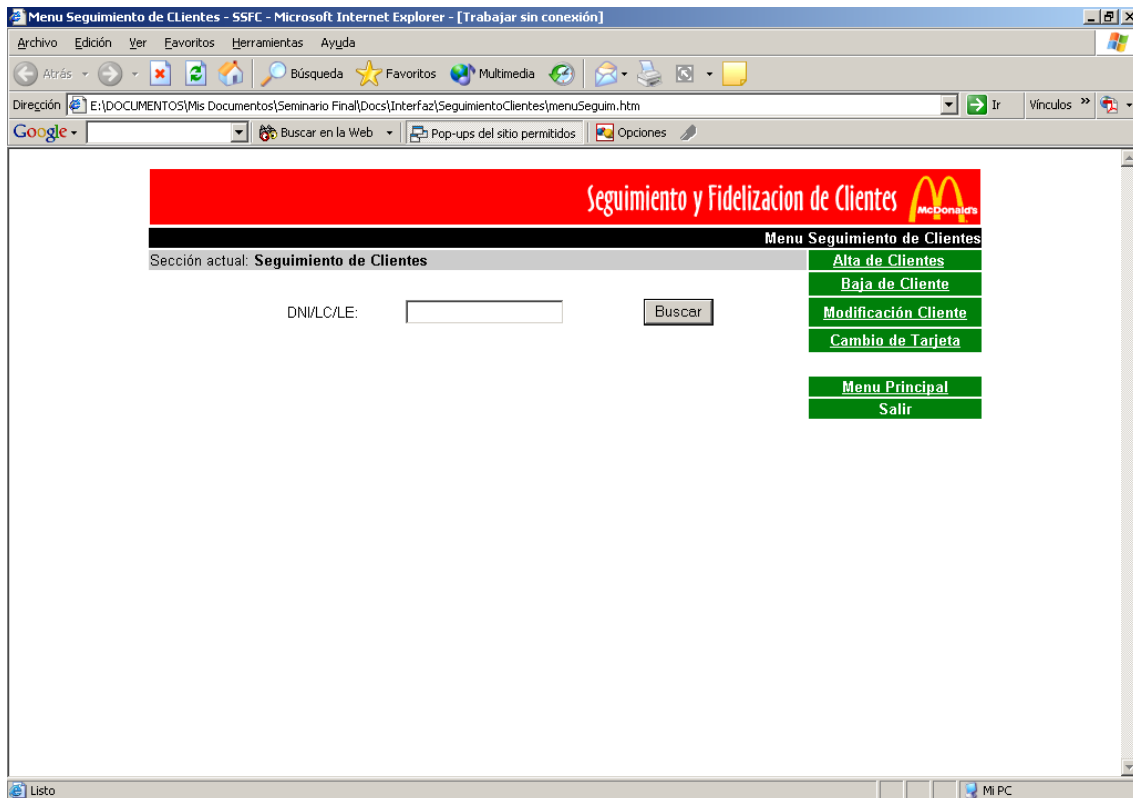 Menu Seguimiento de CLientes - SSFC - Microsoft Internet Explorer - [Trabajar sin conexión]
Archivo Edición Ver Favoritos Herramientas Ayuda
Atrás Búsqueda Favoritos Multimedia
Dirección E:\DOCUMENTOS\Mis Documentos\Seminario Final\Docs\Interfaz\SeguimientoClientes\menuSeguim.htm Ir Vínculos »
Google Buscar en la Web Pop-ups del sitio permitidos Opciones
Seguimiento y Fidelizacion de Clientes McDonald's
Menu Seguimiento de Clientes
Sección actual: Seguimiento de Clientes Alta de Clientes
Baja de Cliente
DNI/LC/LE: Buscar Modificación Cliente
Cambio de Tarjeta
Menu Principal
Salir
Listo Mi PC